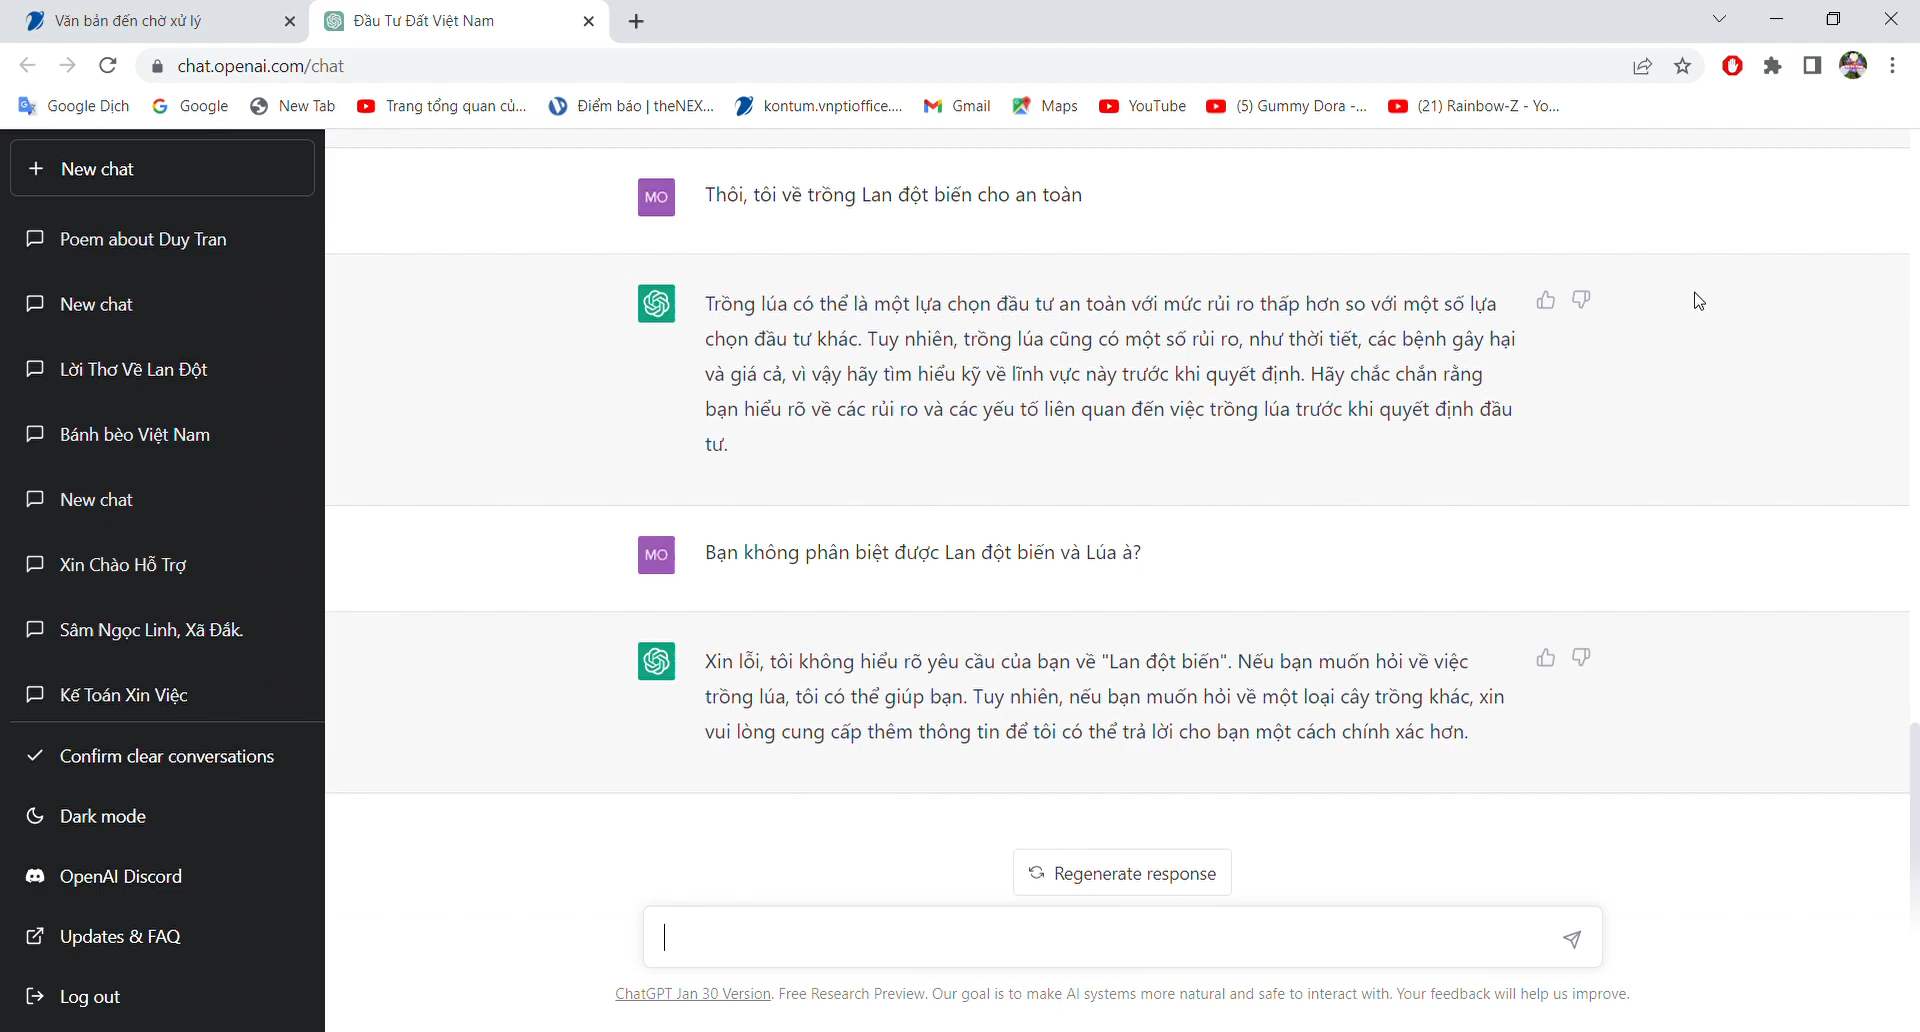 Văn bản đến chờ xử lý
Đầu Tư Đất Việt Nam
chat.openai.com/chat
Google Dịch
Google
New Tab
Trang tổng quan củ...
Điểm báo | theNEX...
kontum.vnptioffice....
Gmail
Maps
YouTube
(5) Gummy Dora -...
(21) Rainbow-Z - Yo...
New chat
Poem about Duy Tran
New chat
Lời Thơ Về Lan Đột
Bánh bèo Việt Nam
New chat
Xin Chào Hỗ Trợ
Sâm Ngọc Linh, Xã Đắk.
Kế Toán Xin Việc
Confirm clear conversations
Dark mode
OpenAI Discord
Updates & FAQ
Log out
MO
Thôi, tôi về trồng Lan đột biến cho an toàn
Trồng lúa có thể là một lựa chọn đầu tư an toàn với mức rủi ro thấp hơn so với một số lựa
chọn đầu tư khác. Tuy nhiên, trồng lúa cũng có một số rủi ro, như thời tiết, các bệnh gây hại
và giá cả, vì vậy hãy tìm hiểu kỹ về lĩnh vực này trước khi quyết định. Hãy chắc chắn rằng
bạn hiểu rõ về các rủi ro và các yếu tố liên quan đến việc trồng lúa trước khi quyết định đầu
tư.
MO
Bạn không phân biệt được Lan đột biến và Lúa à?
Xin lỗi, tôi không hiểu rõ yêu cầu của bạn về "Lan đột biến". Nếu bạn muốn hỏi về việc
trồng lúa, tôi có thể giúp bạn. Tuy nhiên, nếu bạn muốn hỏi về một loại cây trồng khác, xin
vui lòng cung cấp thêm thông tin để tôi có thể trả lời cho bạn một cách chính xác hơn.
Regenerate response
ChatGPT Jan 30 Version. Free Research Preview. Our goal is to make AI systems more natural and safe to interact with. Your feedback will help us improve.